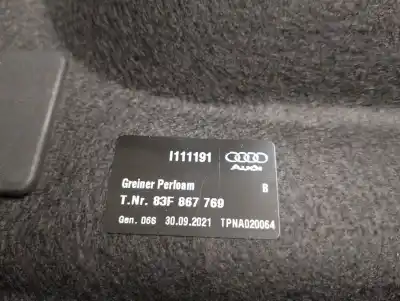 I111191
Audi
Greiner Perfoam B
T.Nr. 83F 867 769
Gen. 066 30.09.2021 TPNA020064